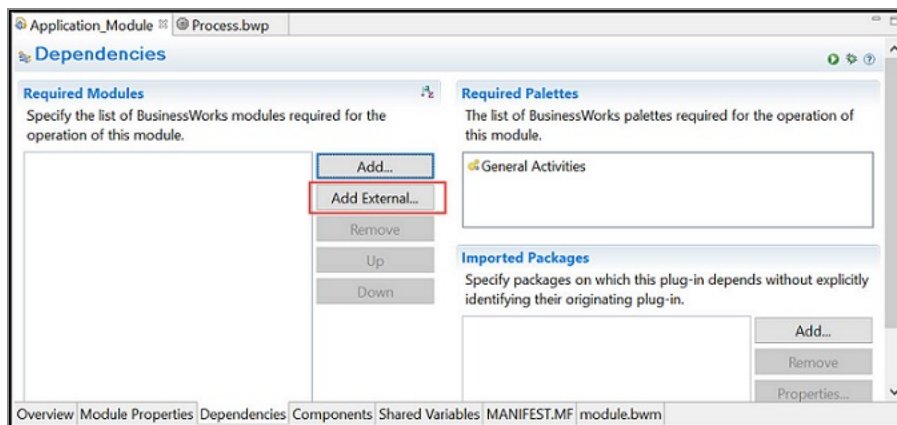 Application_Module Process.bwp
Dependencies
Required Modules
Specify the list of BusinessWorks modules required for the
operation of this module.
Add...
Add External...
Remove
Up
Down
Required Palettes
The list of BusinessWorks palettes required for the operation of
this module.
General Activities
Imported Packages
Specify packages on which this plug-in depends without explicitly
identifying their originating plug-in.
Add...
Remove
Properties...
Overview Module Properties Dependencies Components Shared Variables MANIFEST.MF module.bwm